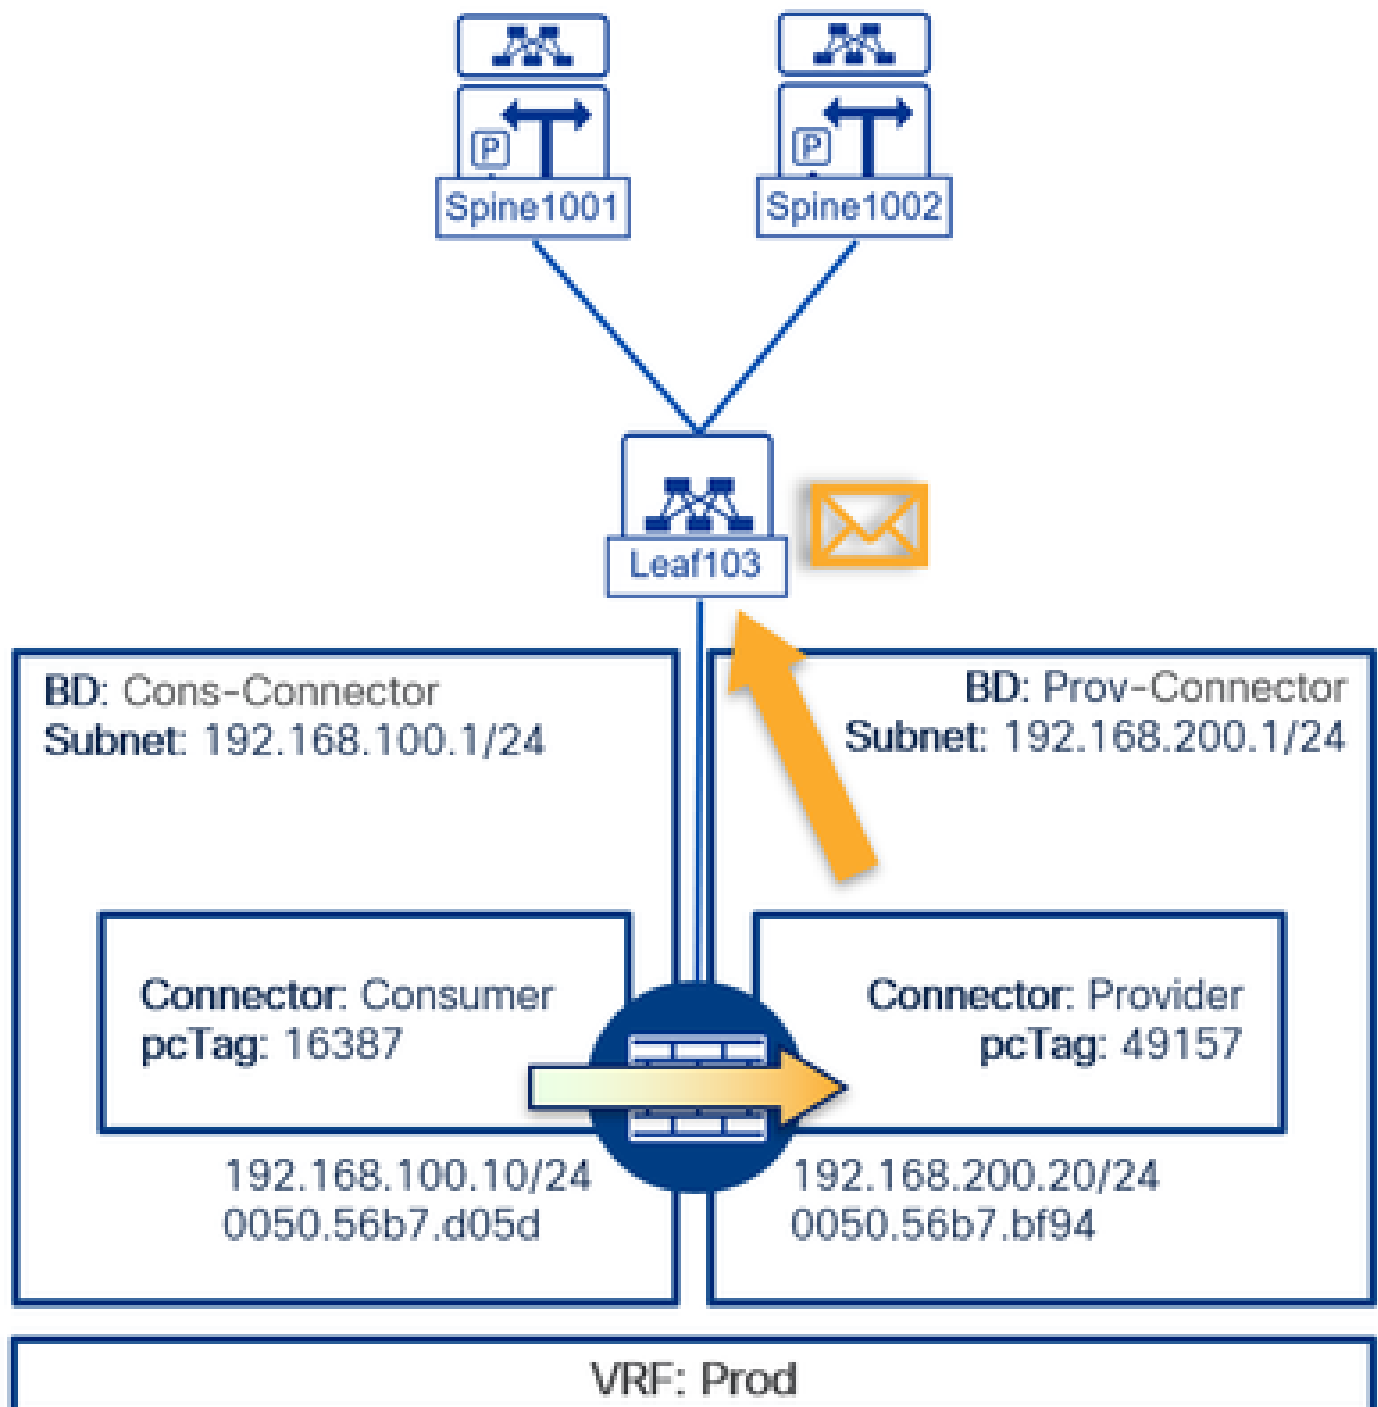 P
P
Spine1001
Spine1002
Leaf103
BD: Cons-Connector
Subnet: 192.168.100.1/24
BD: Prov-Connector
Subnet: 192.168.200.1/24
Connector: Consumer
pcTag: 16387
Connector: Provider
pcTag: 49157
192.168.100.10/24
0050.56b7.d05d
192.168.200.20/24
0050.56b7.bf94
VRF: Prod